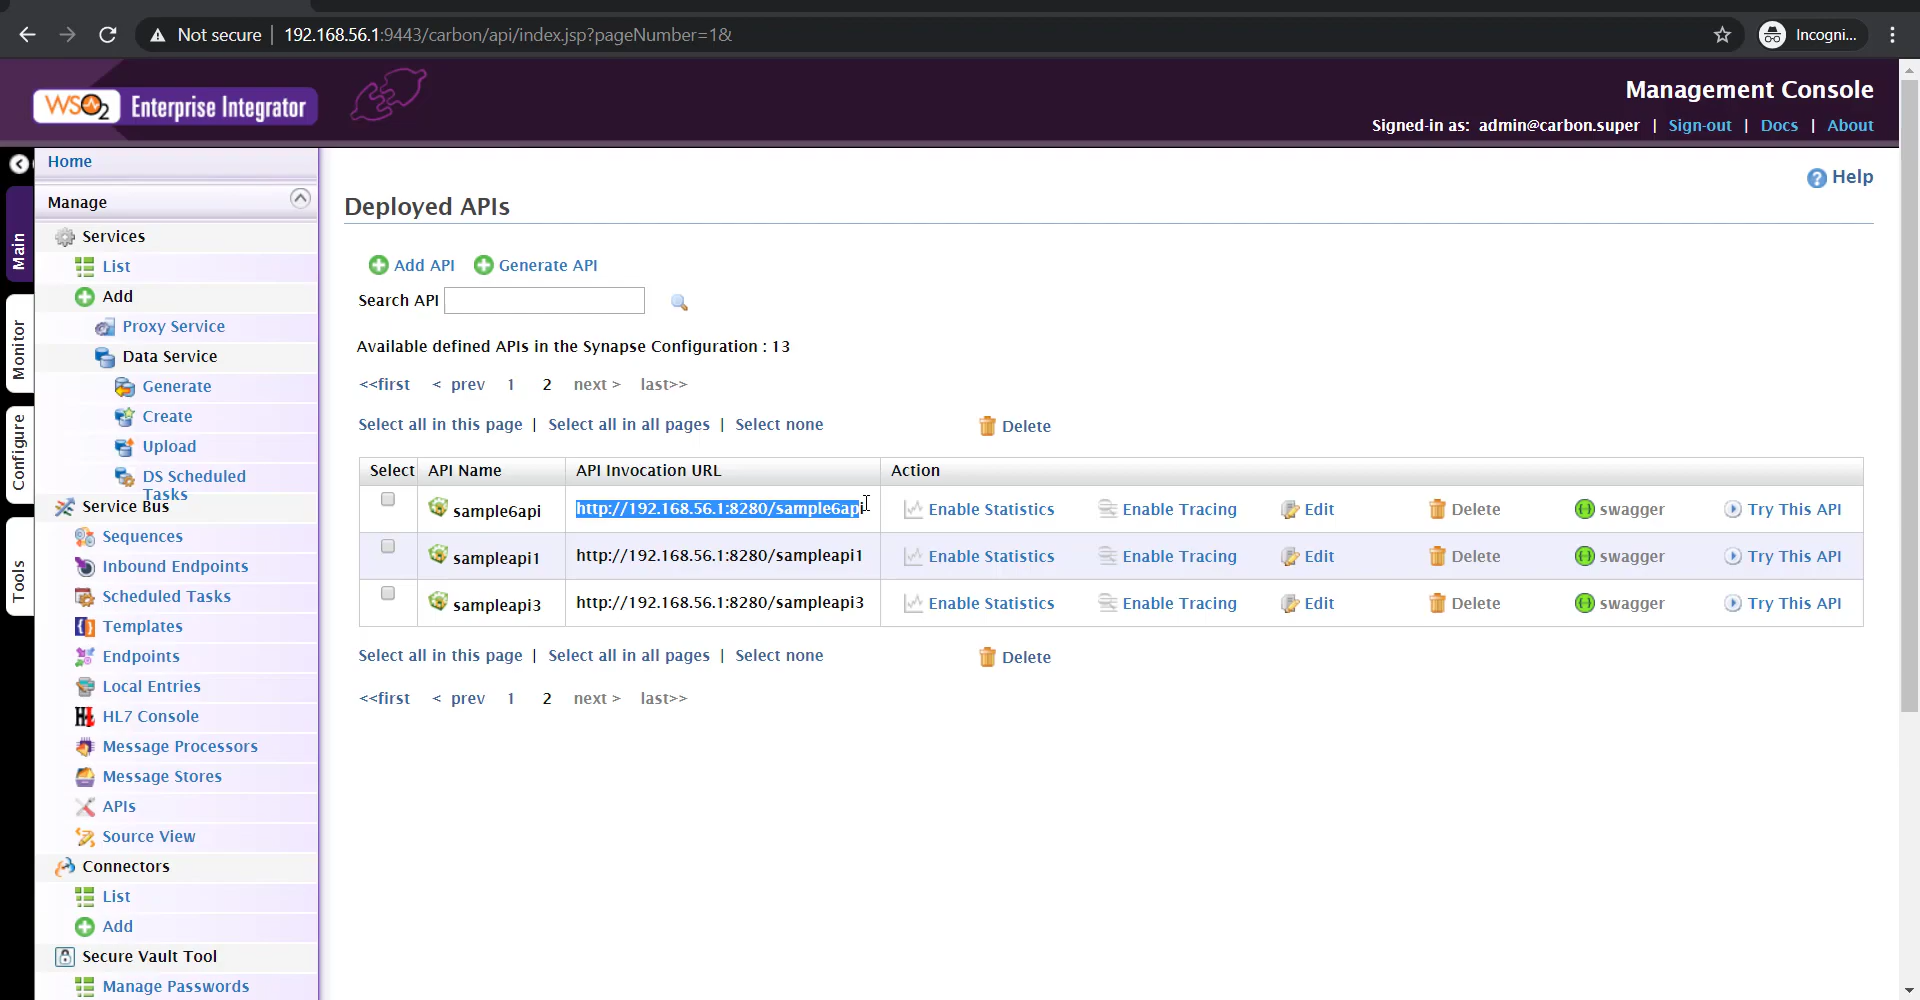 Not secure | 192.168.56.1:9443/carbon/api/index.jsp?pageNumber=1&
Incogni...
WSO2 Enterprise Integrator
Management Console
Signed-in as: admin@carbon.super | Sign-out | Docs | About
Home
Manage
Services
List
Add
Proxy Service
Data Service
Generate
Create
Upload
DS Scheduled
Tasks
Service Bus
Sequences
Inbound Endpoints
Scheduled Tasks
Templates
Endpoints
Local Entries
HL7 Console
Message Processors
Message Stores
APIs
Source View
Connectors
List
Add
Secure Vault Tool
Manage Passwords
Main
Monitor
Configure
Tools
Help
Deployed APIs
Add API Generate API
Search API
Available defined APIs in the Synapse Configuration : 13
<<first < prev 1 2 next > last>>
Select all in this page | Select all in all pages | Select none Delete
Select API Name API Invocation URL Action
sample6api http://192.168.56.1:8280/sample6api Enable Statistics Enable Tracing Edit Delete swagger Try This API
sampleapi1 http://192.168.56.1:8280/sampleapi1 Enable Statistics Enable Tracing Edit Delete swagger Try This API
sampleapi3 http://192.168.56.1:8280/sampleapi3 Enable Statistics Enable Tracing Edit Delete swagger Try This API
Select all in this page | Select all in all pages | Select none Delete
<<first < prev 1 2 next > last>>